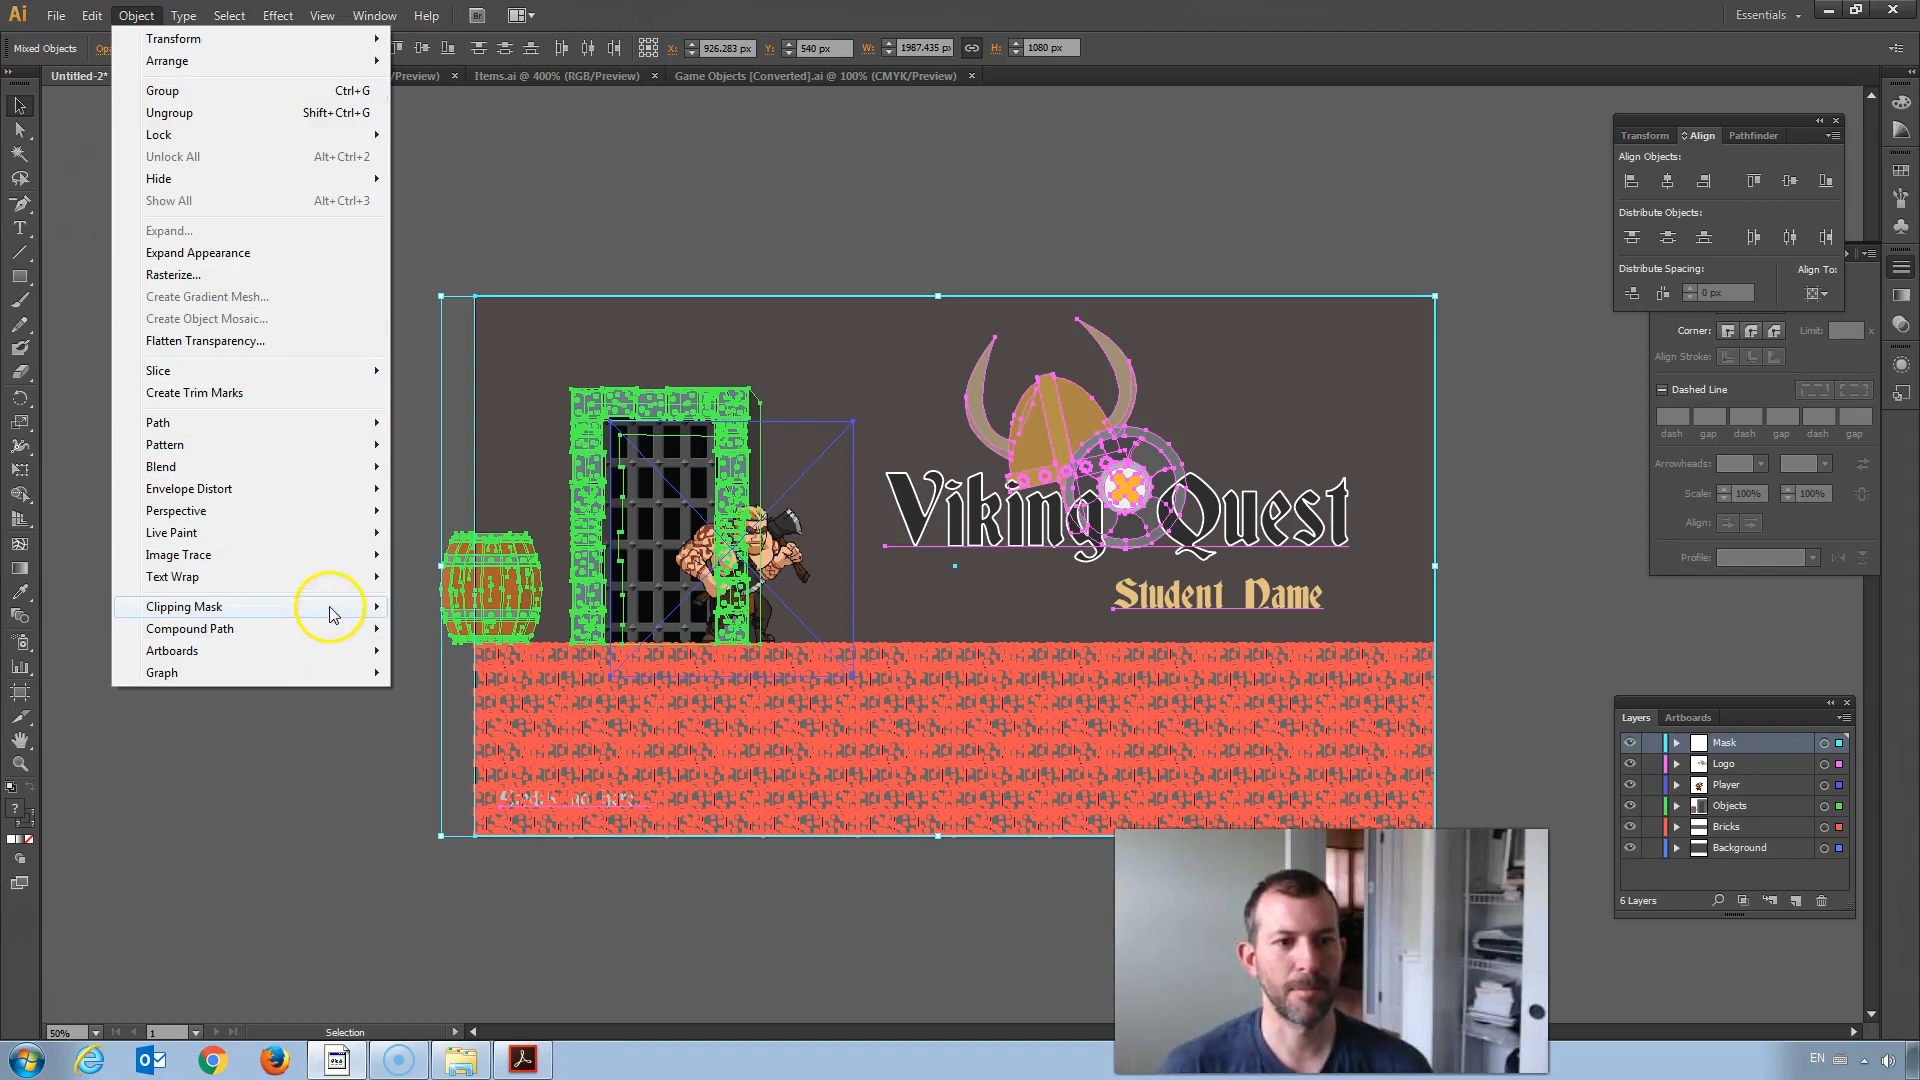 Ai File Edit Object Type Select Effect View Window Help Br Essentials
Mixed Objects X: 926.283 px Y: 540 px W: 1987.435 px H: 1080 px
Untitled-2* /Preview) × Items.ai @ 400% (RGB/Preview) × Game Objects [Converted].ai @ 100% (CMYK/Preview) ×
Transform
Arrange
Group Ctrl+G
Ungroup Shift+Ctrl+G
Lock
Unlock All Alt+Ctrl+2
Hide
Show All Alt+Ctrl+3
Expand...
Expand Appearance
Rasterize...
Create Gradient Mesh...
Create Object Mosaic...
Flatten Transparency...
Slice
Create Trim Marks
Path
Pattern
Blend
Envelope Distort
Perspective
Live Paint
Image Trace
Text Wrap
Clipping Mask
Compound Path
Artboards
Graph
Viking Quest
Student Name
Transform Align Pathfinder
Align Objects:
Distribute Objects:
Distribute Spacing: Align To:
0 px
Corner: Limit: x
Align Stroke:
Dashed Line
dash gap dash gap dash gap
Arrowheads:
Scale: 100% 100%
Align:
Profile:
Layers Artboards
Mask
Logo
Player
Objects
Bricks
Background
6 Layers
50% 1 Selection
EN